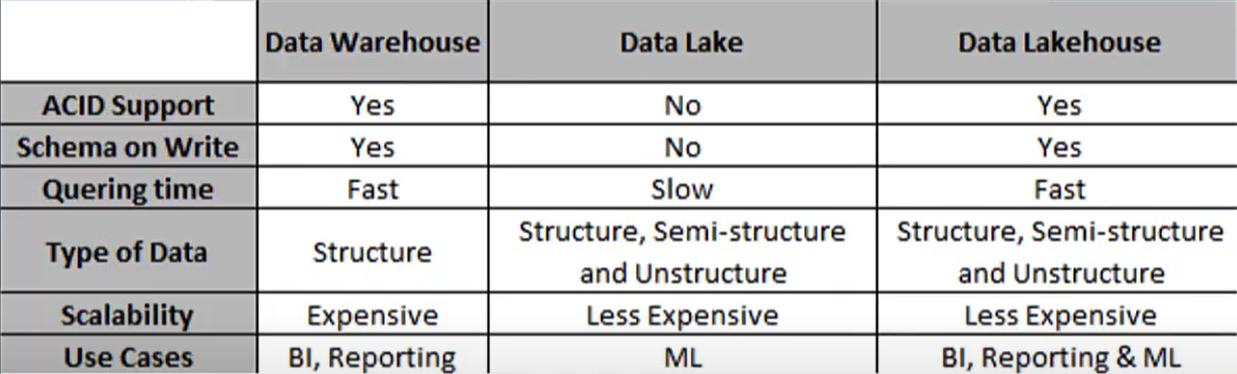 Data Warehouse Data Lake Data Lakehouse
ACID Support Yes No Yes
Schema on Write Yes No Yes
Quering time Fast Slow Fast
Type of Data Structure Structure, Semi-structure and Unstructure Structure, Semi-structure and Unstructure
Scalability Expensive Less Expensive Less Expensive
Use Cases BI, Reporting ML BI, Reporting & ML